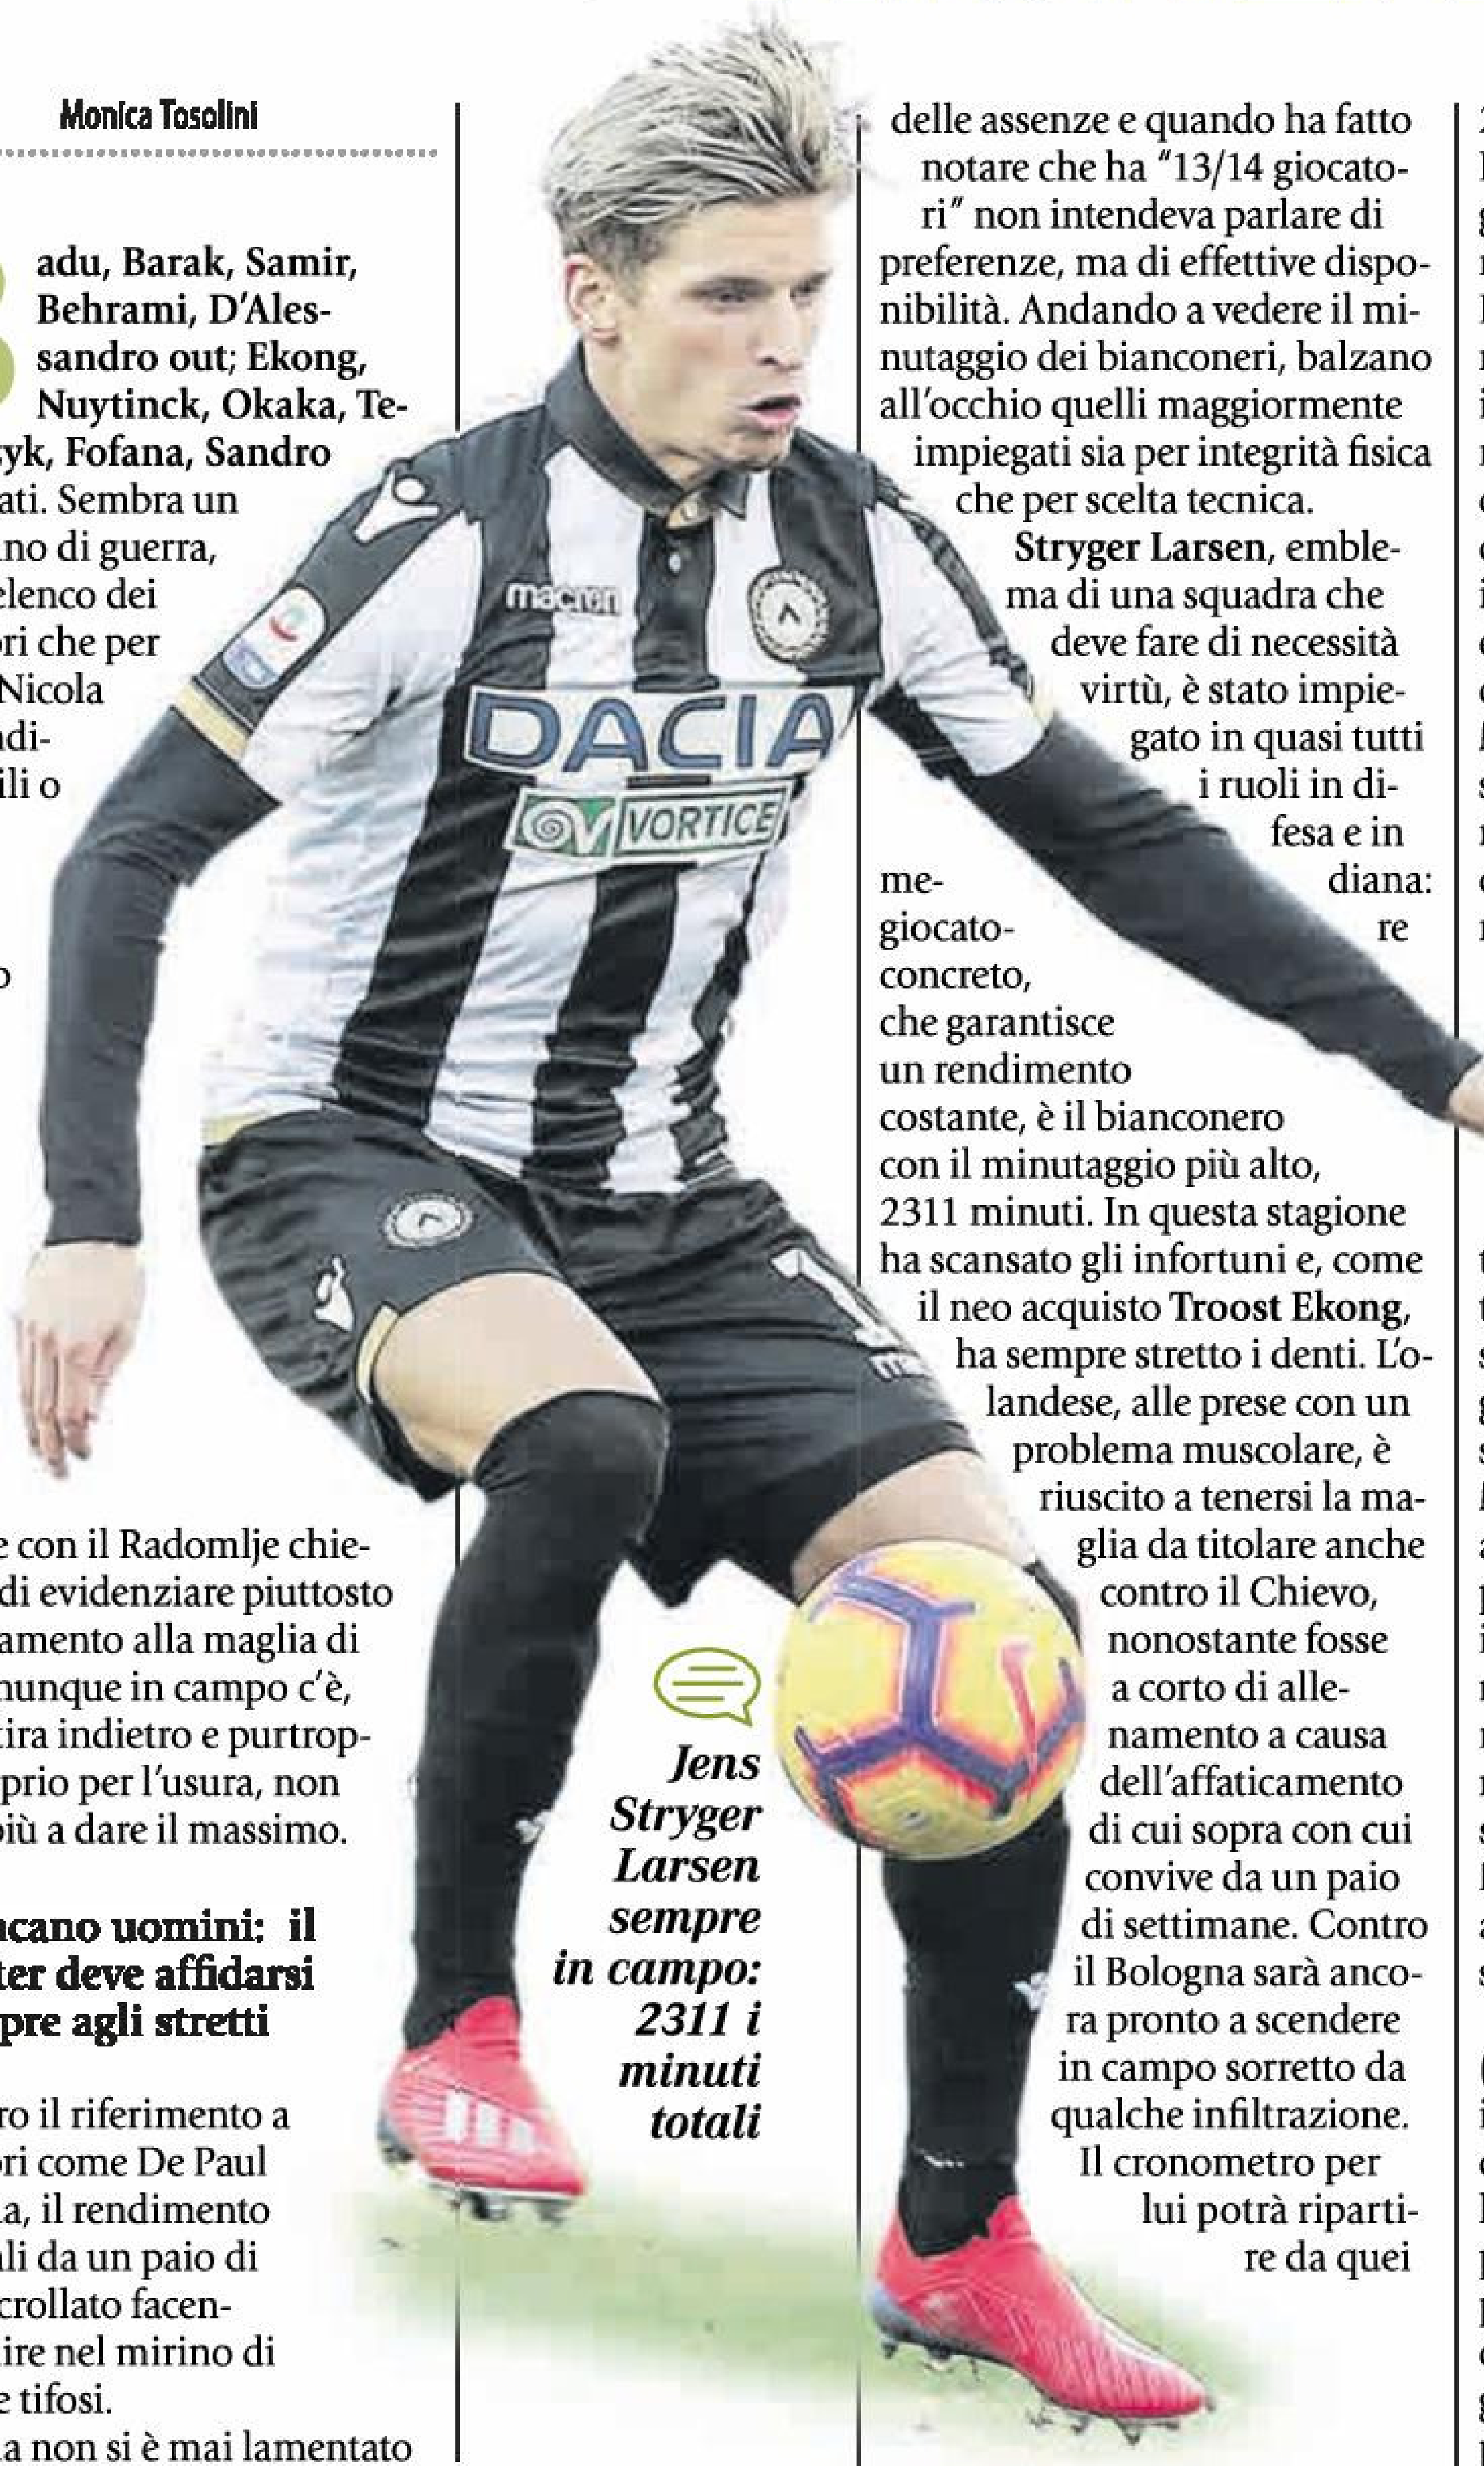 Monica Tosolini
adu, Barak, Samir,
Behrami, D'Ales-
sandro out; Ekong,
Nuytinck, Okaka, Te-
zyk, Fofana, Sandro
ati. Sembra un
di guerra,
elenco dei
ori che per
Nicola
ndi-
ili o
o
e con il Radomlje chie-
di evidenziare piuttosto
amento alla maglia di
nunque in campo c'è,
tira indietro e purtrop-
prio per l'usura, non
più a dare il massimo.
ncano uomini: il
ter deve affidarsi
pre agli stretti
ro il riferimento a
ori come De Paul
la, il rendimento
ali da un paio di
crollato facen-
ire nel mirino di
e tifosi.
la non si è mai lamentato
macron
DACIA
VORTICE
Jens
Stryger
Larsen
sempre
in campo:
2311 i
minuti
totali
delle assenze e quando ha fatto
notare che ha "13/14 giocato-
ri" non intendeva parlare di
preferenze, ma di effettive dispo-
nibilità. Andando a vedere il mi-
nutaggio dei bianconeri, balzano
all'occhio quelli maggiormente
impiegati sia per integrità fisica
che per scelta tecnica.
Stryger Larsen, emble-
ma di una squadra che
deve fare di necessità
virtù, è stato impie-
gato in quasi tutti
i ruoli in di-
fesa e in
me- diana:
giocato- re
concreto,
che garantisce
un rendimento
costante, è il bianconero
con il minutaggio più alto,
2311 minuti. In questa stagione
ha scansato gli infortuni e, come
il neo acquisto Troost Ekong,
ha sempre stretto i denti. L'o-
landese, alle prese con un
problema muscolare, è
riuscito a tenersi la ma-
glia da titolare anche
contro il Chievo,
nonostante fosse
a corto di alle-
namento a causa
dell'affaticamento
di cui sopra con cui
convive da un paio
di settimane. Contro
il Bologna sarà anco-
ra pronto a scendere
in campo sorretto da
qualche infiltrazione.
Il cronometro per
lui potrà riparti-
re da quei